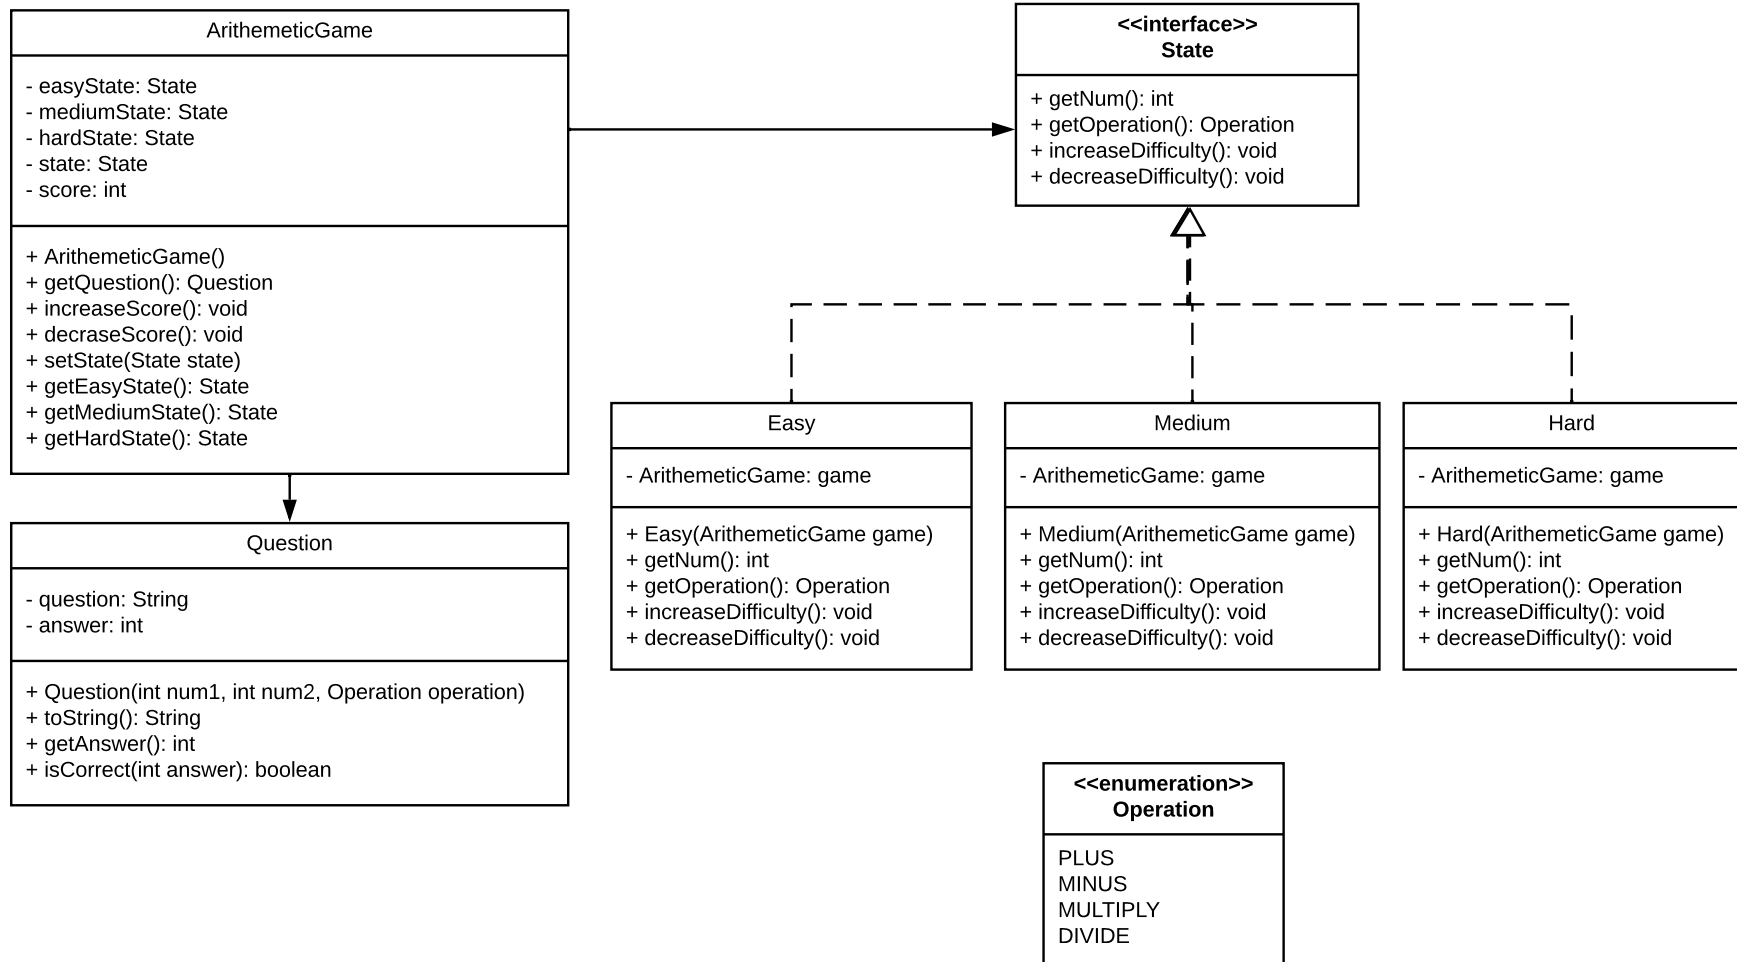 ArithemeticGame
- easyState: State
- mediumState: State
- hardState: State
- state: State
- score: int
+ ArithemeticGame()
+ getQuestion(): Question
+ increaseScore(): void
+ decraseScore(): void
+ setState(State state)
+ getEasyState(): State
+ getMediumState(): State
+ getHardState(): State
<<interface>>
State
+ getNum(): int
+ getOperation(): Operation
+ increaseDifficulty(): void
+ decreaseDifficulty(): void
Easy
- ArithemeticGame: game
+ Easy(ArithemeticGame game)
+ getNum(): int
+ getOperation(): Operation
+ increaseDifficulty(): void
+ decreaseDifficulty(): void
Medium
- ArithemeticGame: game
+ Medium(ArithemeticGame game)
+ getNum(): int
+ getOperation(): Operation
+ increaseDifficulty(): void
+ decreaseDifficulty(): void
Hard
- ArithemeticGame: game
+ Hard(ArithemeticGame game)
+ getNum(): int
+ getOperation(): Operation
+ increaseDifficulty(): void
+ decreaseDifficulty(): void
Question
- question: String
- answer: int
+ Question(int num1, int num2, Operation operation)
+ toString(): String
+ getAnswer(): int
+ isCorrect(int answer): boolean
<<enumeration>>
Operation
PLUS
MINUS
MULTIPLY
DIVIDE